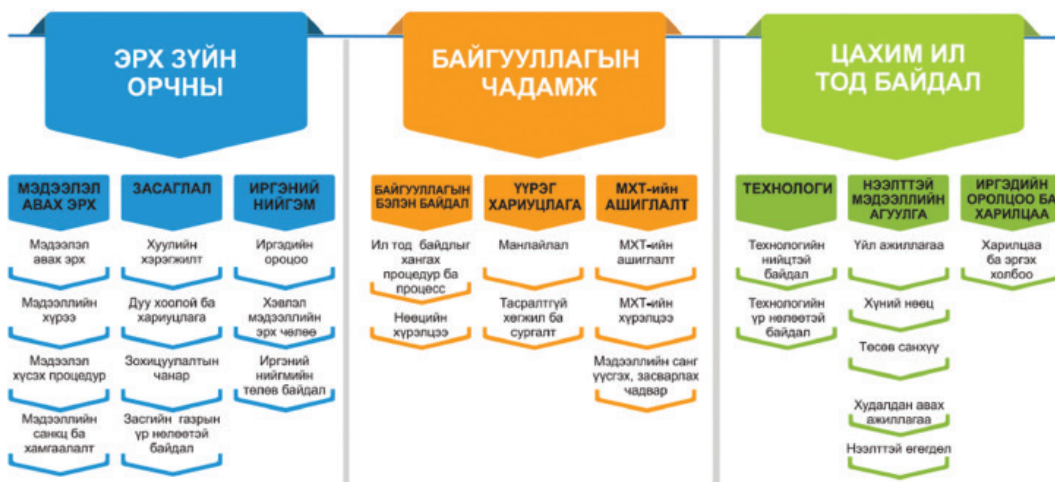 ЭРХ ЗҮЙН
ОРЧНЫ
МЭДЭЭЛЭЛ
АВАХ ЭРХ
Мэдээлэл
авах эрх
Мэдээллийн
хүрээ
Мэдээлэл
хүсэх процедур
Мэдээллийн
санкц ба
хамгаалалт
ЗАСАГЛАЛ
Хуулийн
хэрэгжилт
Дуу хоолой ба
хариуцлага
Зохицуулалтын
чанар
Засгийн газрын
үр нөлөөтэй
байдал
ИРГЭНИЙ
НИЙГЭМ
Иргэдийн
ороцоо
Хэвлэл
мэдээллийн
эрх чөлөө
Иргэний
нийгмийн
төлөв байдал
БАЙГУУЛЛАГЫН
ЧАДАМЖ
БАЙГУУЛЛАГЫН
БЭЛЭН БАЙДАЛ
Ил тод байдлыг
хангах
процедур ба
процесс
Нөөцийн
хүрэлцээ
ҮҮРЭГ
ХАРИУЦЛАГА
Манлайлал
Тасралтгүй
хөгжил ба
сургалт
МХТ-ийн
АШИГЛАЛТ
МХТ-ийн
ашиглалт
МХТ-ийн
хүрэлцээ
Мэдээллийн санг
үүсгэх, засварлах
чадвар
ЦАХИМ ИЛ
ТОД БАЙДАЛ
ТЕХНОЛОГИ
Технологийн
нийцтэй
байдал
Технологийн
үр нөлөөтэй
байдал
НЭЭЛТТЭЙ
МЭДЭЭЛЛИЙН
АГУУЛГА
Үйл ажиллагаа
Хүний нөөц
Төсөв санхүү
Худалдан авах
ажиллагаа
Нээлттэй өгөгдөл
ИРГЭДИЙН
ОРОЛЦОО БА
ХАРИЛЦАА
Харилцаа
ба эргэх
холбоо